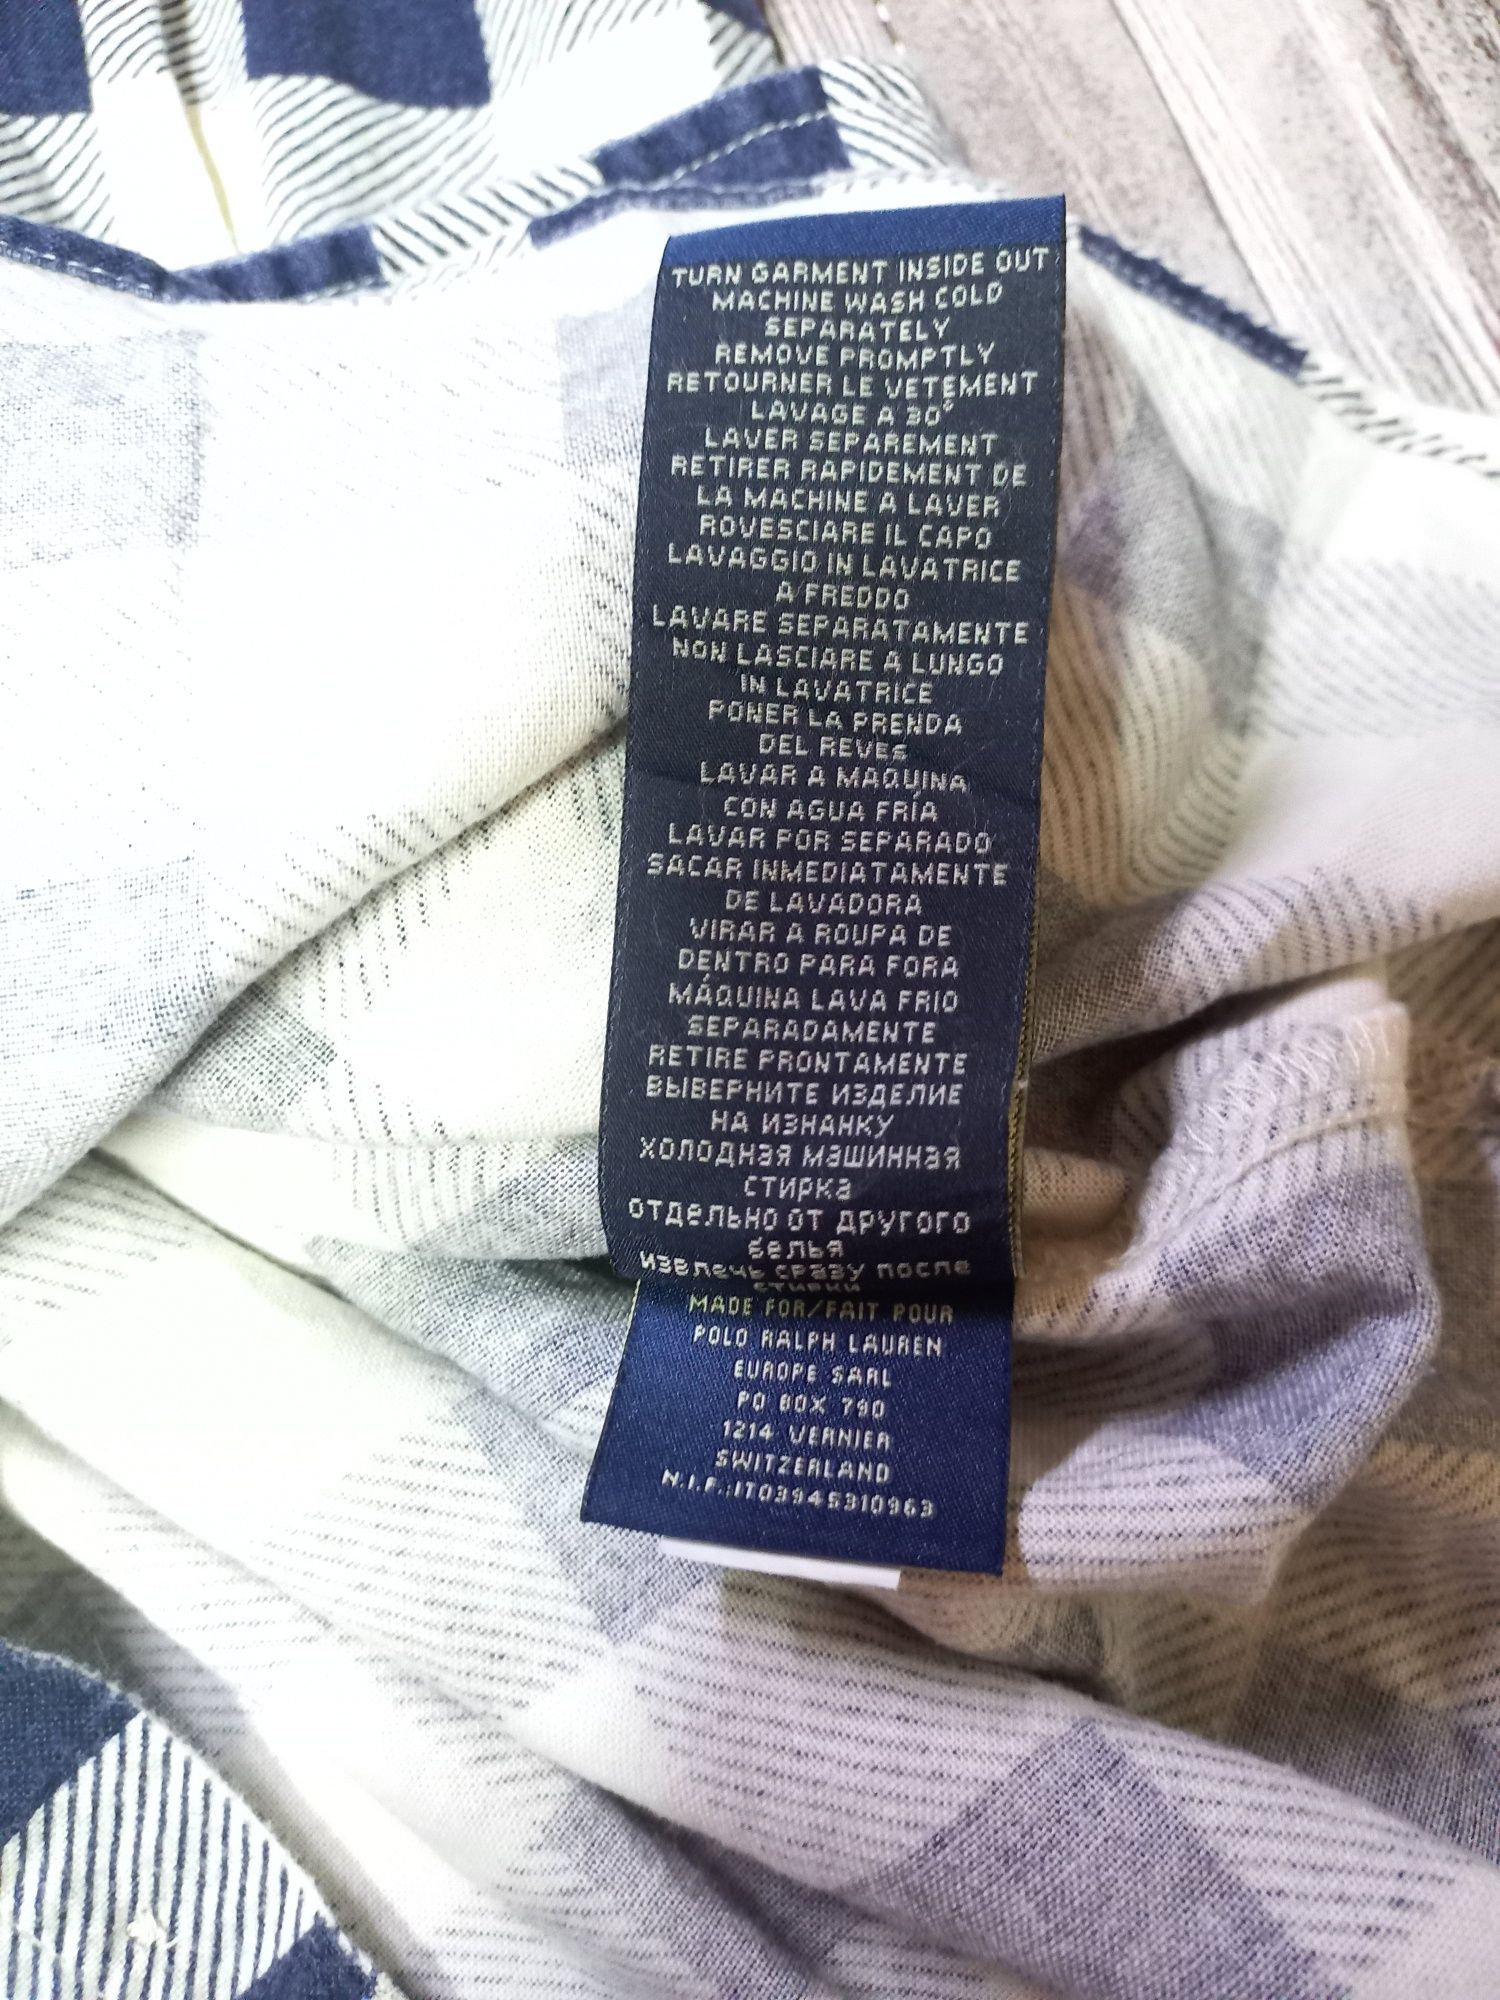 TURN GARMENT INSIDE OUT
MACHINE WASH COLD
SEPARATELY
REMOVE PROMPTLY
RETOURNER LE VETEMENT
LAVAGE A 30°
LAVER SEPAREMENT
RETIRER RAPIDEMENT DE
LA MACHINE A LAVER
ROVESCIARE IL CAPO
LAVAGGIO IN LAVATRICE
A FREDDO
LAVARE SEPARATAMENTE
NON LASCIARE A LUNGO
IN LAVATRICE
PONER LA PRENDA
DEL REVES
LAVAR A MAQUINA
CON AGUA FRÍA
LAVAR POR SEPARADO
SACAR INMEDIATAMENTE
DE LAVADORA
VIRAR A ROUPA DE
DENTRO PARA FORA
MÁQUINA LAVA FRIO
SEPARADAMENTE
RETIRE PRONTAMENTE
ВЫВЕРНИТЕ ИЗДЕЛИЕ
НА ИЗНАНКУ
ХОЛОДНАЯ МАШИННАЯ
СТИРКА
ОТДЕЛЬНО ОТ ДРУГОГО
БЕЛЬЯ
ИЗВЛЕЧЬ СРАЗУ ПОСЛЕ
СТИРКИ
MADE FOR/FAIT POUR
POLO RALPH LAUREN
EUROPE SARL
PO BOX 790
1214 VERNIER
SWITZERLAND
N.I.F.:IT03945310963